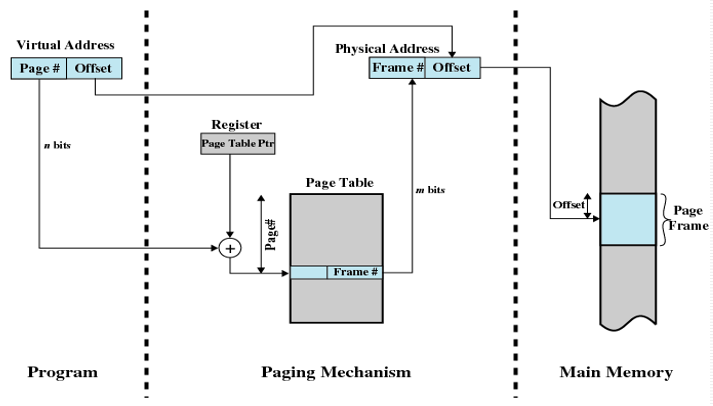 Virtual Address
Page # Offset
Physical Address
Frame # Offset
n bits
Register
Page Table Ptr
Page Table
m bits
Page#
+
Frame #
Offset
Page
Frame
Program
Paging Mechanism
Main Memory